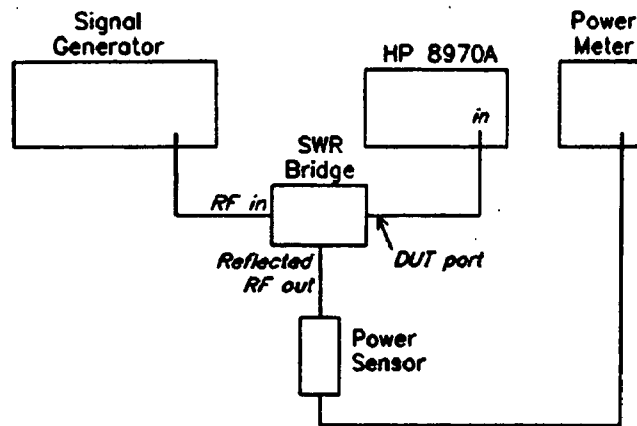 Signal
Generator
HP 8970A
Power
Meter
in
SWR
Bridge
RF in
DUT port
Reflected
RF out
Power
Sensor